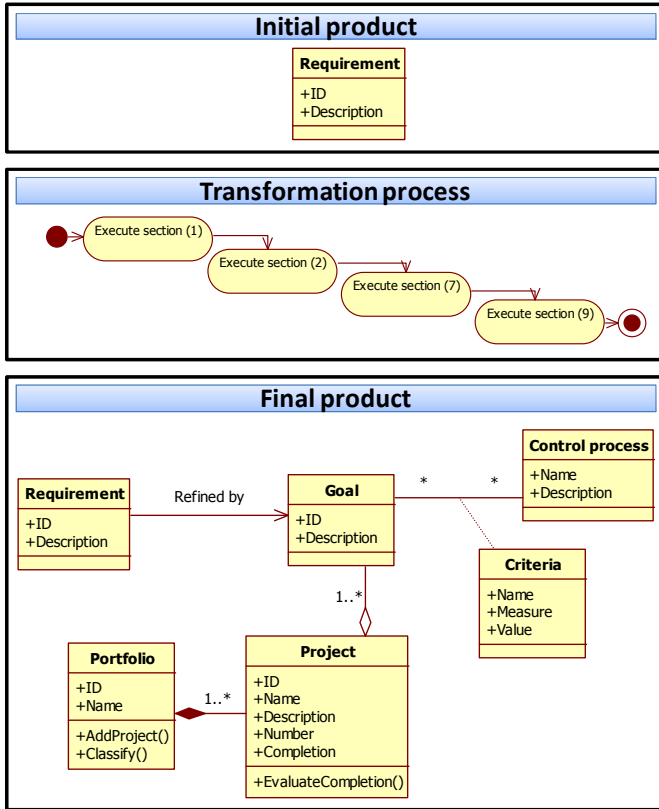 Initial product
Requirement
+ID
+Description
Transformation process
Execute section (1)
Execute section (2)
Execute section (7)
Execute section (9)
Final product
Requirement
+ID
+Description
Refined by
Goal
+ID
+Description
* *
Control process
+Name
+Description
Criteria
+Name
+Measure
+Value
1..*
Portfolio
+ID
+Name
+AddProject()
+Classify()
1..*
Project
+ID
+Name
+Description
+Number
+Completion
+EvaluateCompletion()